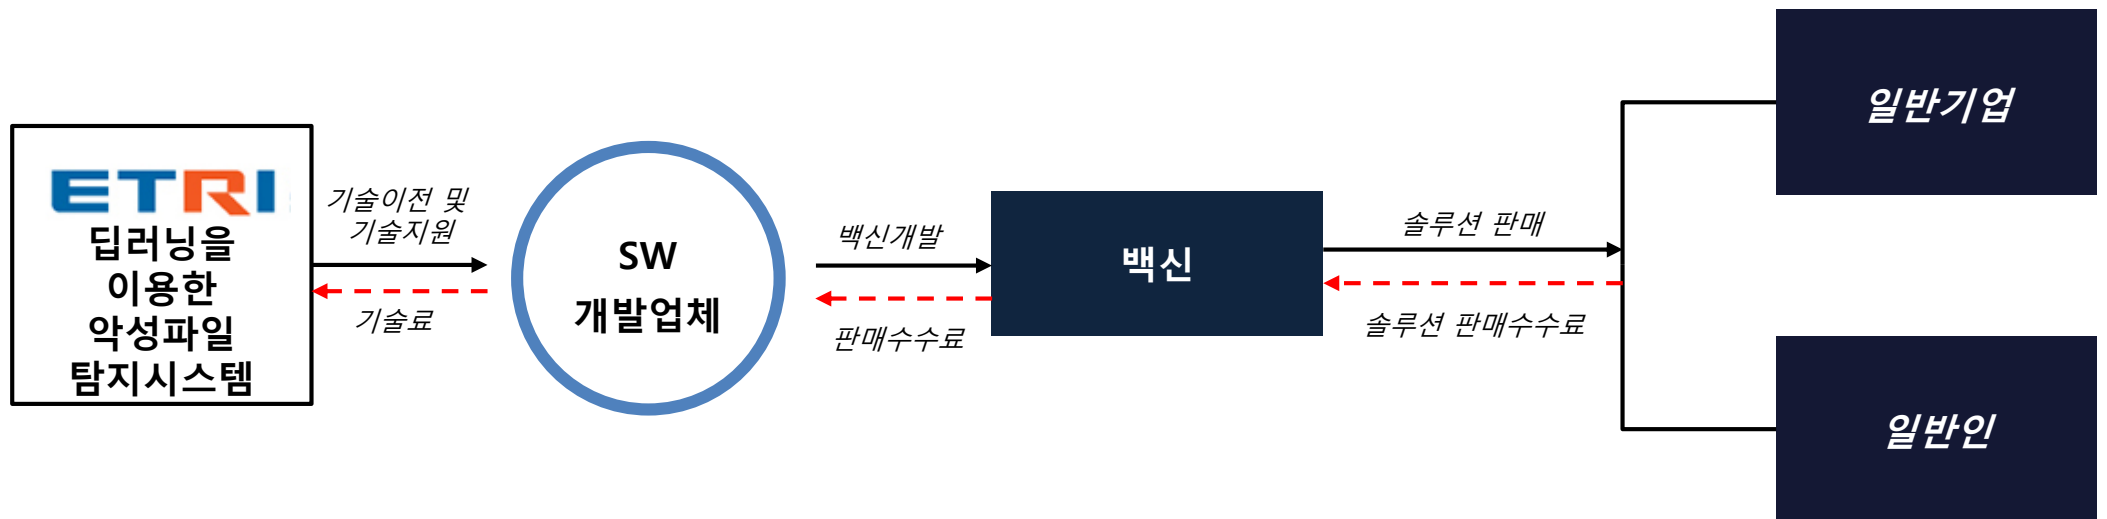 ETRI
딥러닝을
이용한
악성파일
탐지시스템
기술이전 및
기술지원
기술료
SW
개발업체
백신개발
판매수수료
백신
솔루션 판매
솔루션 판매수수료
일반기업
일반인